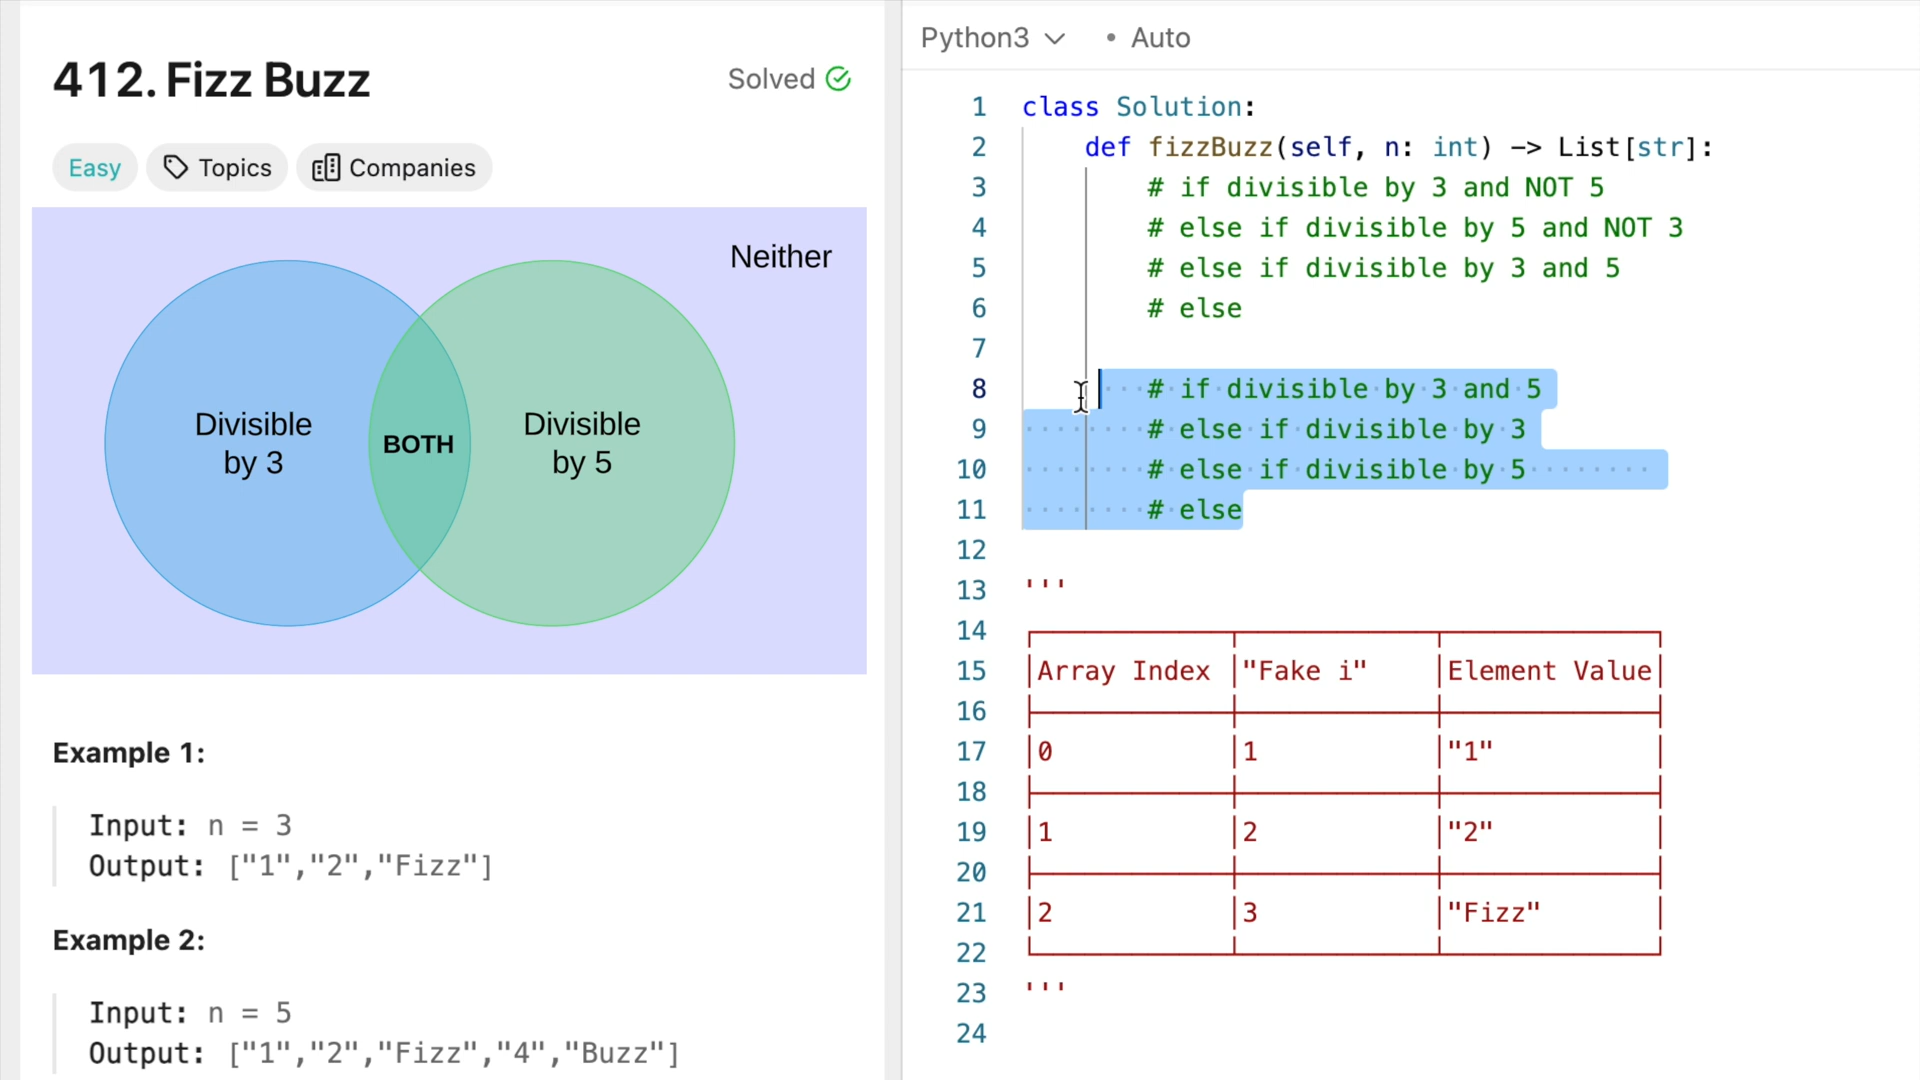 412. Fizz Buzz
Solved
Easy
Topics
Companies
Neither
Divisible
by 3
BOTH
Divisible
by 5
Example 1:
Input: n = 3
Output: ["1","2","Fizz"]
Example 2:
Input: n = 5
Output: ["1","2","Fizz","4","Buzz"]
Python3 • Auto
1 class Solution:
2 def fizzBuzz(self, n: int) -> List[str]:
3 # if divisible by 3 and NOT 5
4 # else if divisible by 5 and NOT 3
5 # else if divisible by 3 and 5
6 # else
7
8 # if divisible by 3 and 5
9 # else if divisible by 3
10 # else if divisible by 5
11 # else
12
13 '''
14
15 Array Index "Fake i" Element Value
16
17 0 1 "1"
18
19 1 2 "2"
20
21 2 3 "Fizz"
22
23 '''
24